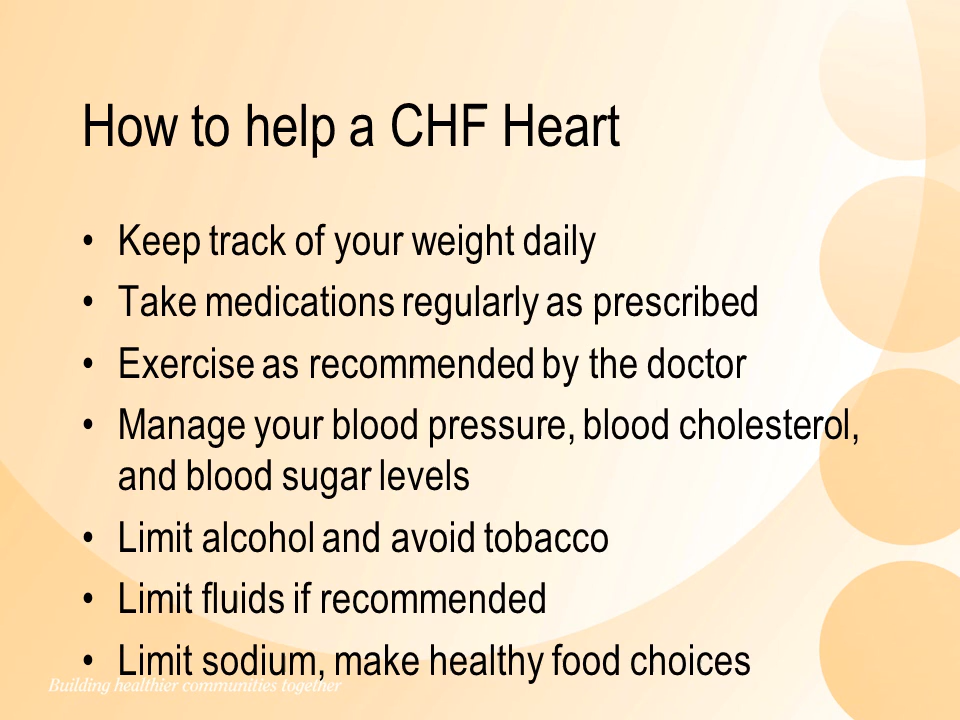 How to help a CHF Heart
• Keep track of your weight daily
• Take medications regularly as prescribed
• Exercise as recommended by the doctor
• Manage your blood pressure, blood cholesterol,
and blood sugar levels
• Limit alcohol and avoid tobacco
• Limit fluids if recommended
• Limit sodium, make healthy food choices
Building healthier communities together